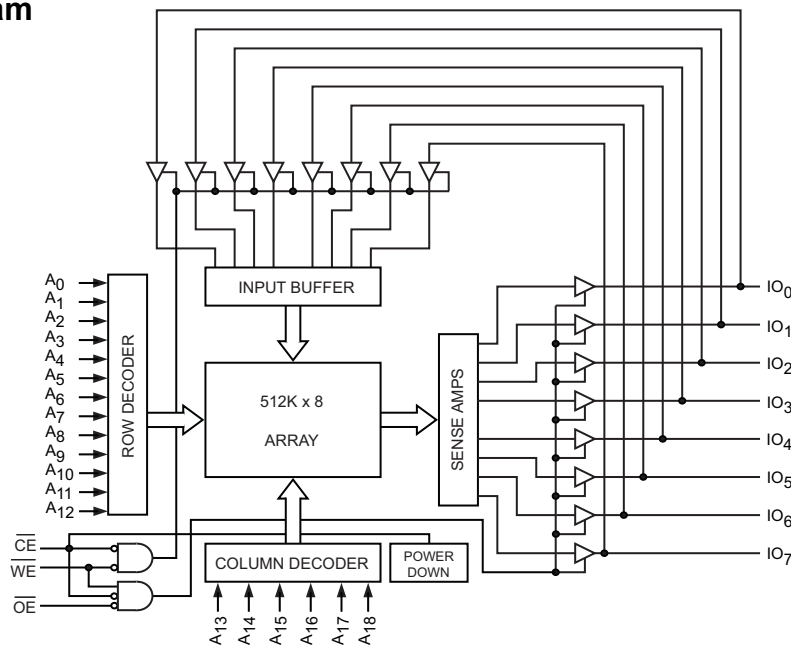 am
INPUT BUFFER
A0
A1
A2
A3
A4
A5
A6
A7
A8
A9
A10
A11
A12
ROW DECODER
512K x 8
ARRAY
SENSE AMPS
IO0
IO1
IO2
IO3
IO4
IO5
IO6
IO7
CE
WE
OE
COLUMN DECODER
POWER
DOWN
A13
A14
A15
A16
A17
A18